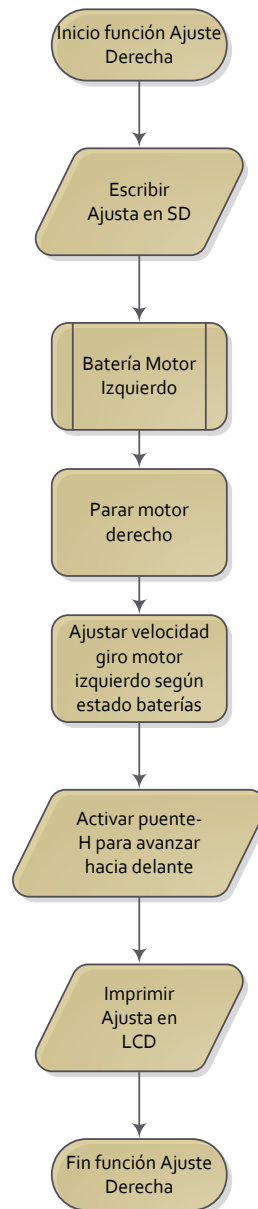 Inicio función Ajuste
Derecha
Escribir
Ajusta en SD
Batería Motor
Izquierdo
Parar motor
derecho
Ajustar velocidad
giro motor
izquierdo según
estado baterías
Activar puente-
H para avanzar
hacia delante
Imprimir
Ajusta en
LCD
Fin función Ajuste
Derecha